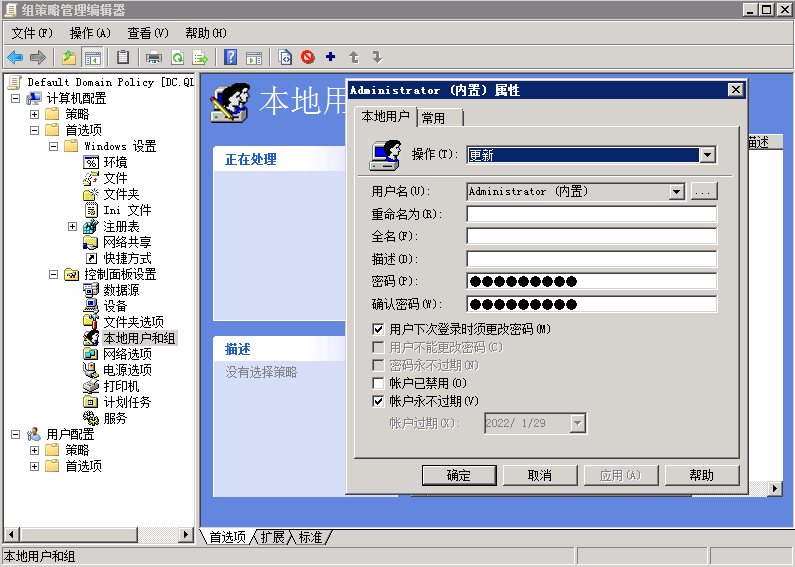 组策略管理编辑器
文件(F) 操作(A) 查看(V) 帮助(H)
Default Domain Policy [DC.QL
计算机配置
策略
首选项
Windows 设置
环境
文件
文件夹
Ini 文件
注册表
网络共享
快捷方式
控制面板设置
数据源
设备
文件夹选项
本地用户和组
网络选项
电源选项
打印机
计划任务
服务
用户配置
策略
首选项
本地用
正在处理
描述
没有选择策略
描述
Administrator (内置) 属性
本地用户 常用
操作(T): 更新
用户名(U): Administrator (内置) ...
重命名为(R):
全名(F):
描述(D):
密码(P): ●●●●●●●●●
确认密码(W): ●●●●●●●●●
用户下次登录时须更改密码(M)
用户不能更改密码(C)
密码永不过期(N)
帐户已禁用(O)
帐户永不过期(V)
帐户过期(X): 2022/ 1/29
确定 取消 应用(A) 帮助
首选项 扩展 标准
本地用户和组